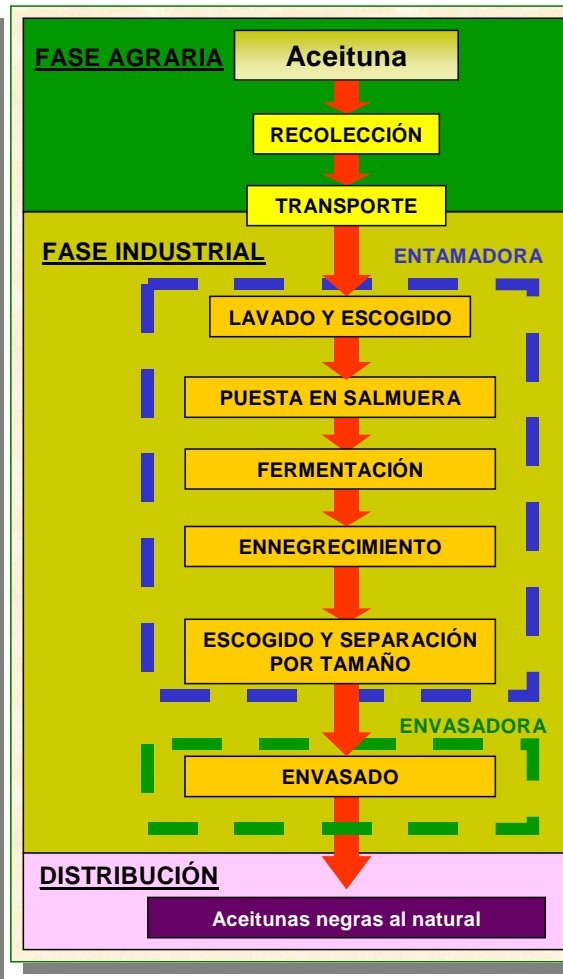 FASE AGRARIA
Aceituna
RECOLECCIÓN
TRANSPORTE
FASE INDUSTRIAL
ENTAMADORA
LAVADO Y ESCOGIDO
PUESTA EN SALMUERA
FERMENTACIÓN
ENNEGRECIMIENTO
ESCOGIDO Y SEPARACIÓN
POR TAMAÑO
ENVASADORA
ENVASADO
DISTRIBUCIÓN
Aceitunas negras al natural